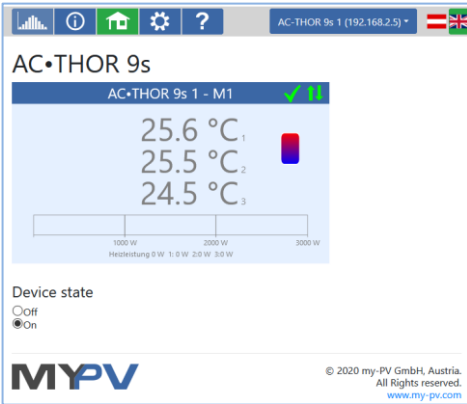 AC-THOR 9s 1 (192.168.2.5)
AC•THOR 9s
AC•THOR 9s 1 - M1
25.6 °C 1
25.5 °C 2
24.5 °C 3
1000 W 2000 W 3000 W
Heizleistung 0 W 1: 0 W 2: 0 W 3: 0 W
Device state
Off
On
MYPV
© 2020 my-PV GmbH, Austria.
All Rights reserved.
www.my-pv.com